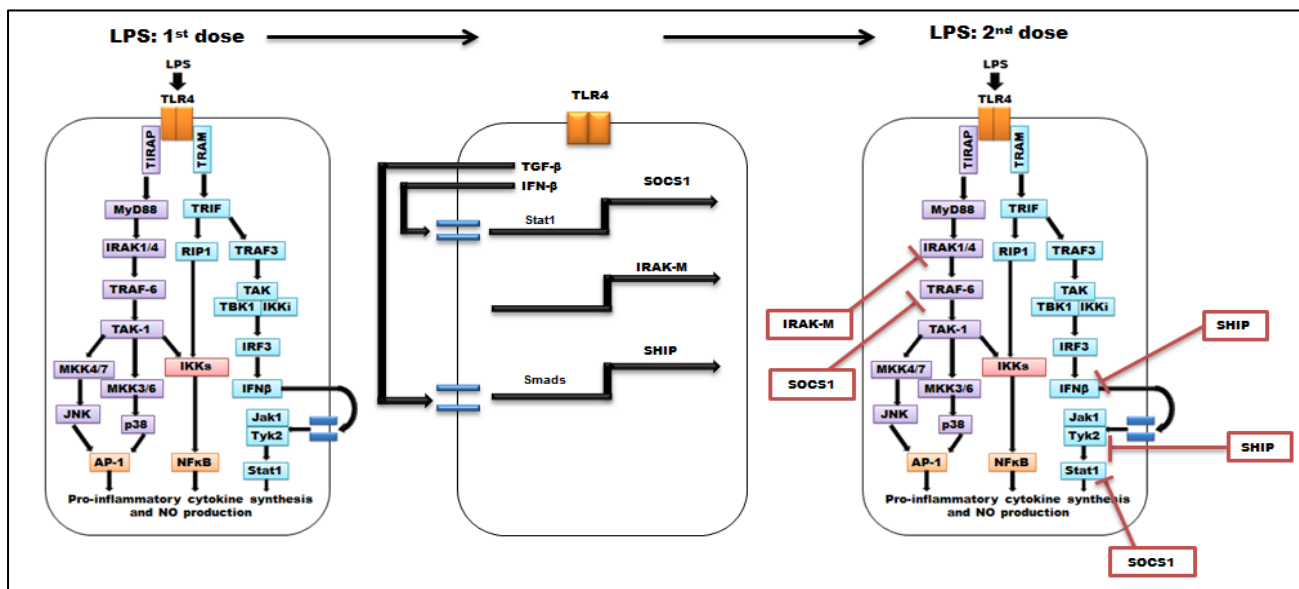 LPS: 1st dose
LPS: 2nd dose
LPS
TLR4
TIRAP
TRAM
MyD88
TRIF
IRAK1/4
RIP1
TRAF3
TRAF-6
TAK
TBK1 IKKi
TAK-1
IRF3
MKK4/7
IKKs
MKK3/6
IFNβ
JNK
p38
Jak1
Tyk2
AP-1
NFκB
Stat1
Pro-inflammatory cytokine synthesis
and NO production
TLR4
TGF-β
IFN-β
SOCS1
Stat1
IRAK-M
SHIP
Smads
LPS
TLR4
TIRAP
TRAM
MyD88
TRIF
IRAK1/4
RIP1
TRAF3
TRAF-6
TAK
TBK1 IKKi
IRAK-M
SHIP
TAK-1
IRF3
MKK4/7
IKKs
SOCS1
MKK3/6
IFNβ
JNK
p38
Jak1
Tyk2
SHIP
AP-1
NFκB
Stat1
Pro-inflammatory cytokine synthesis
and NO production
SOCS1